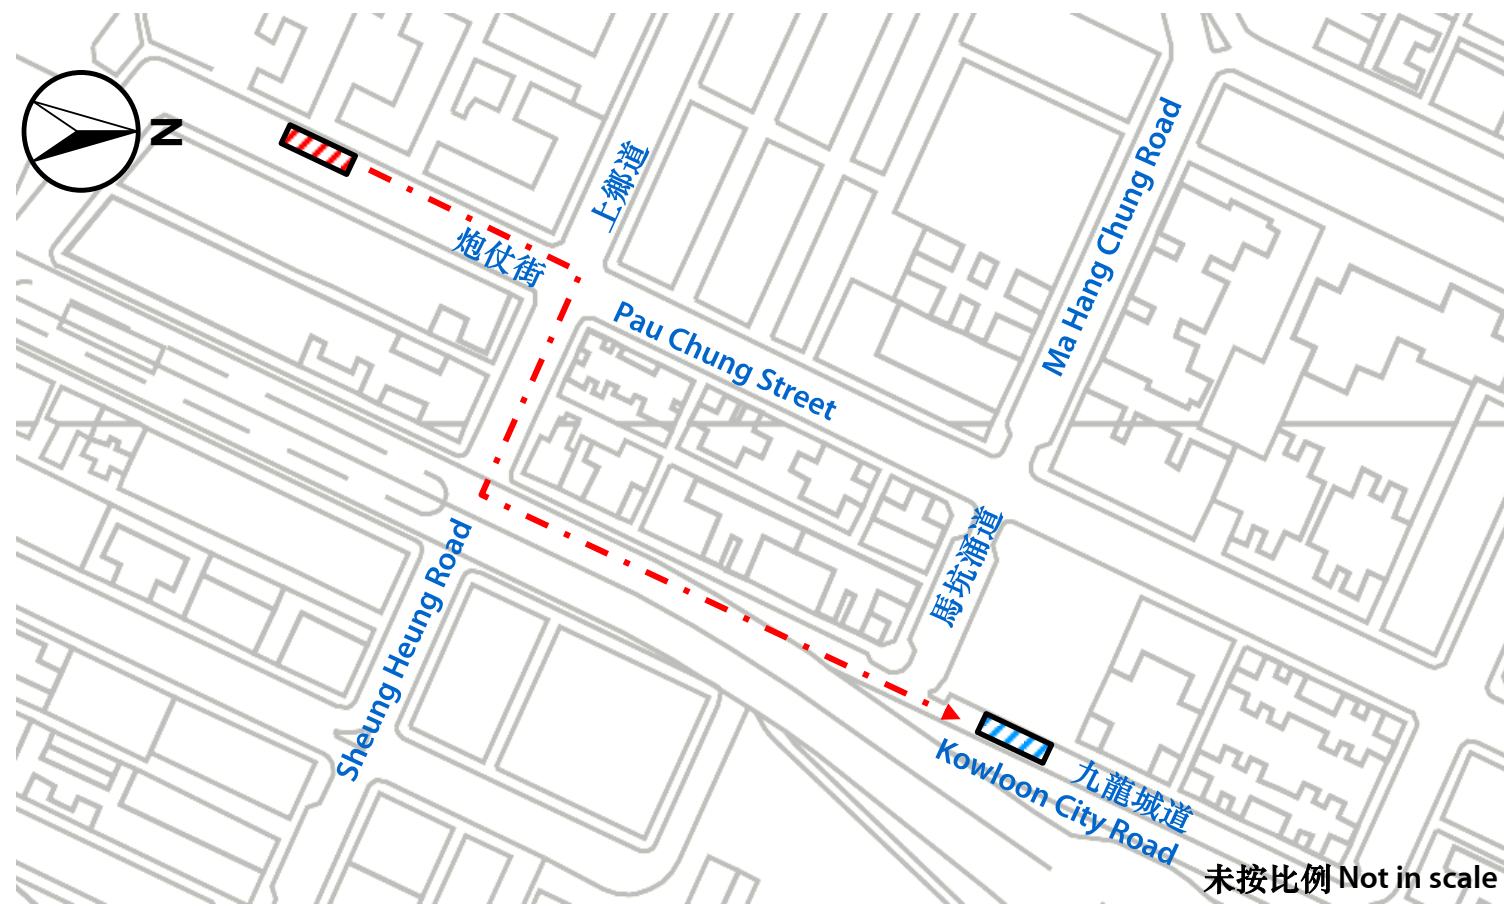 N
上鄉道
炮仗街
Pau Chung Street
Ma Hang Chung Road
馬坑涌道
Sheung Heung Road
九龍城道
Kowloon City Road
未按比例 Not in scale